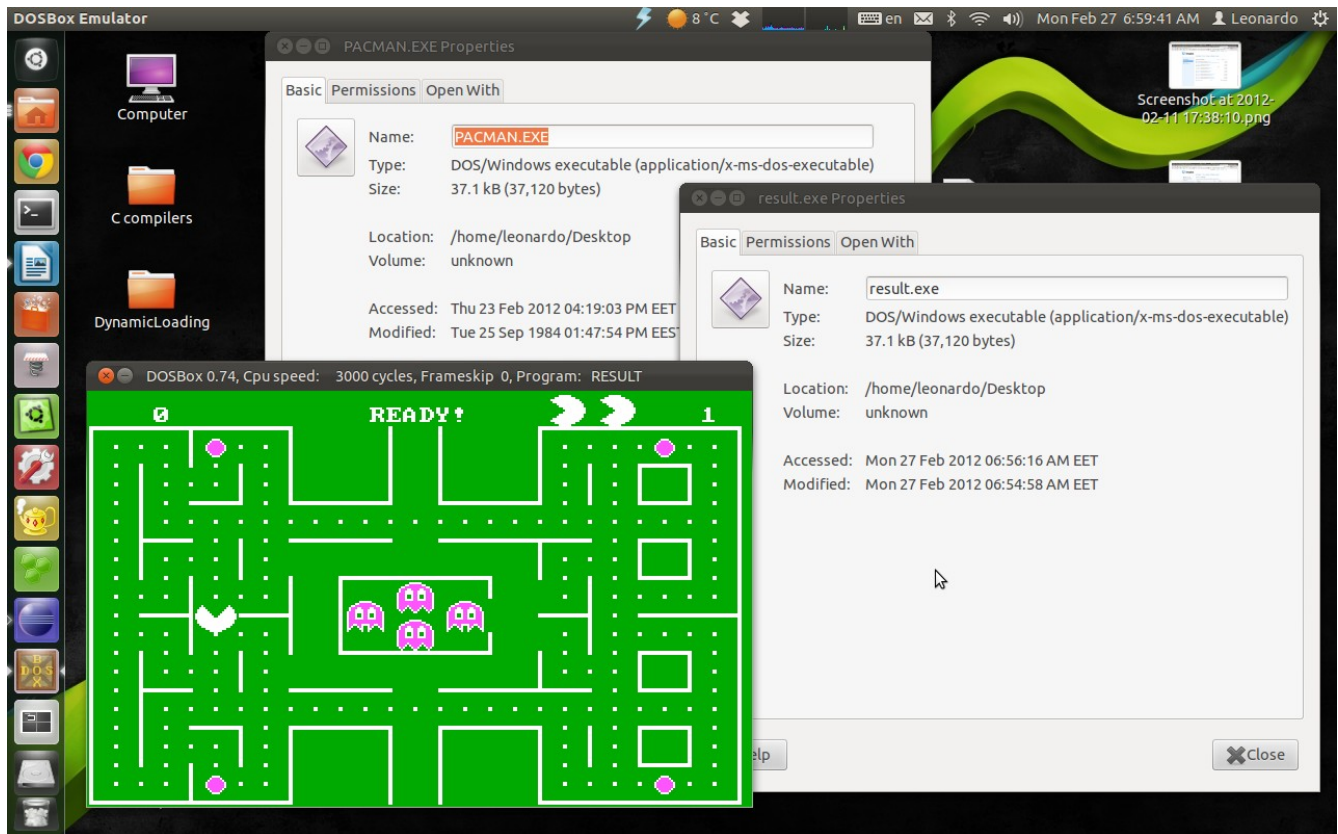 DOSBox Emulator
8 °C
en
Mon Feb 27 6:59:41 AM
Leonardo
Computer
C compilers
DynamicLoading
Screenshot at 2012-
02-11 17:38:10.png
PACMAN.EXE Properties
Basic Permissions Open With
Name: PACMAN.EXE
Type: DOS/Windows executable (application/x-ms-dos-executable)
Size: 37.1 kB (37,120 bytes)
Location: /home/leonardo/Desktop
Volume: unknown
Accessed: Thu 23 Feb 2012 04:19:03 PM EET
Modified: Tue 25 Sep 1984 01:47:54 PM EES
result.exe Properties
Basic Permissions Open With
Name: result.exe
Type: DOS/Windows executable (application/x-ms-dos-executable)
Size: 37.1 kB (37,120 bytes)
Location: /home/leonardo/Desktop
Volume: unknown
Accessed: Mon 27 Feb 2012 06:56:16 AM EET
Modified: Mon 27 Feb 2012 06:54:58 AM EET
elp
Close
DOSBox 0.74, Cpu speed: 3000 cycles, Frameskip 0, Program: RESULT
0 READY! 1
DOS
BOX